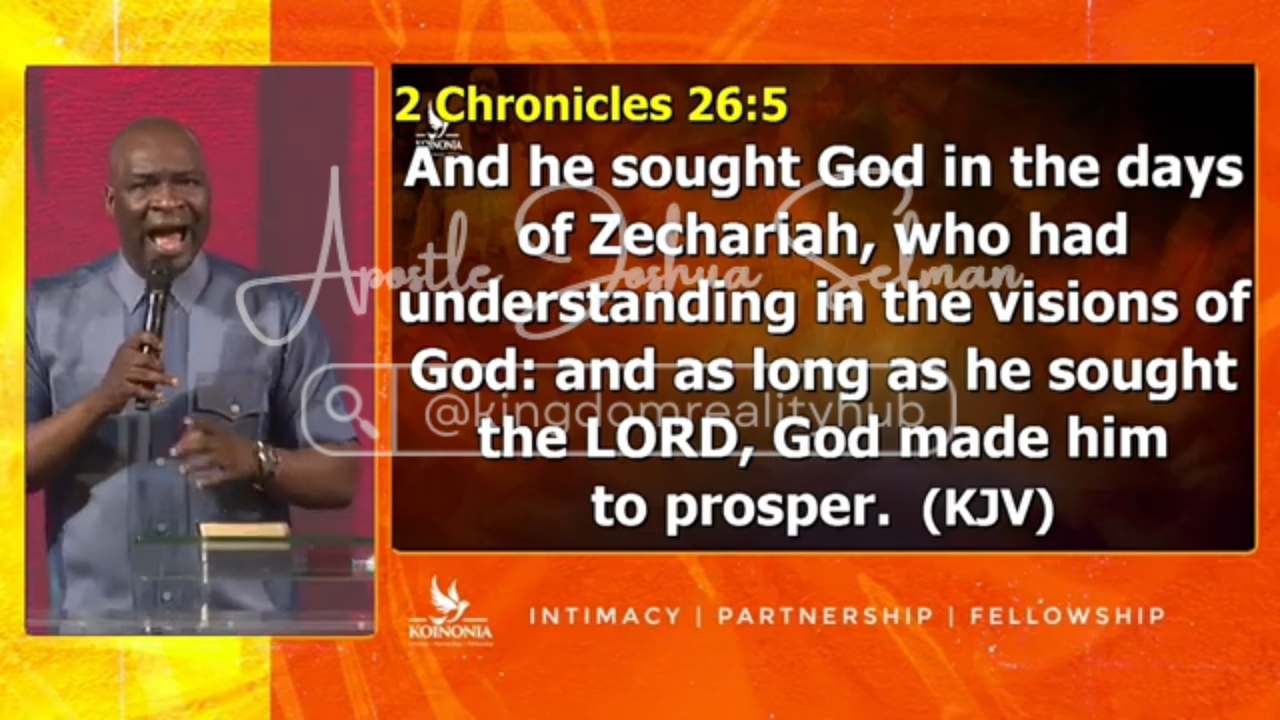 2 Chronicles 26:5
KOINONIA
And he sought God in the days
of Zechariah, who had
understanding in the visions of
God: and as long as he sought
the LORD, God made him
to prosper. (KJV)
Apostle Joshua Selman
@kingdomrealityhub
KOINONIA
INTIMACY | PARTNERSHIP | FELLOWSHIP